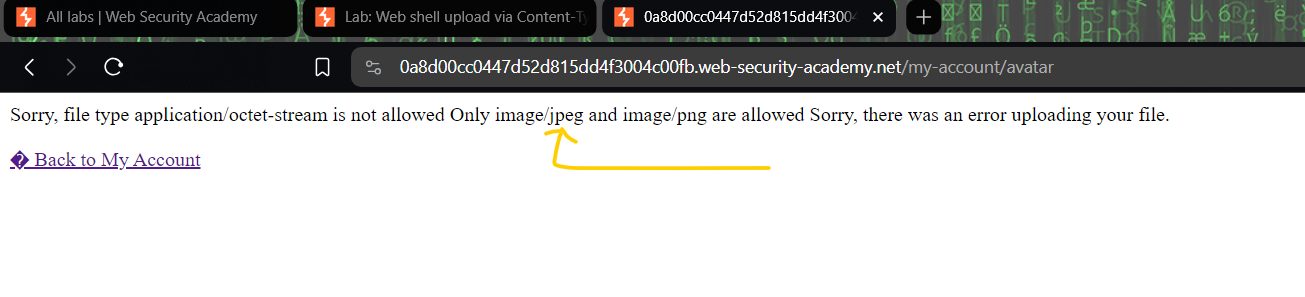 All labs | Web Security Academy
Lab: Web shell upload via Content-Ty
0a8d00cc0447d52d815dd4f3004
0a8d00cc0447d52d815dd4f3004c00fb.web-security-academy.net/my-account/avatar
Sorry, file type application/octet-stream is not allowed Only image/jpeg and image/png are allowed Sorry, there was an error uploading your file.
� Back to My Account